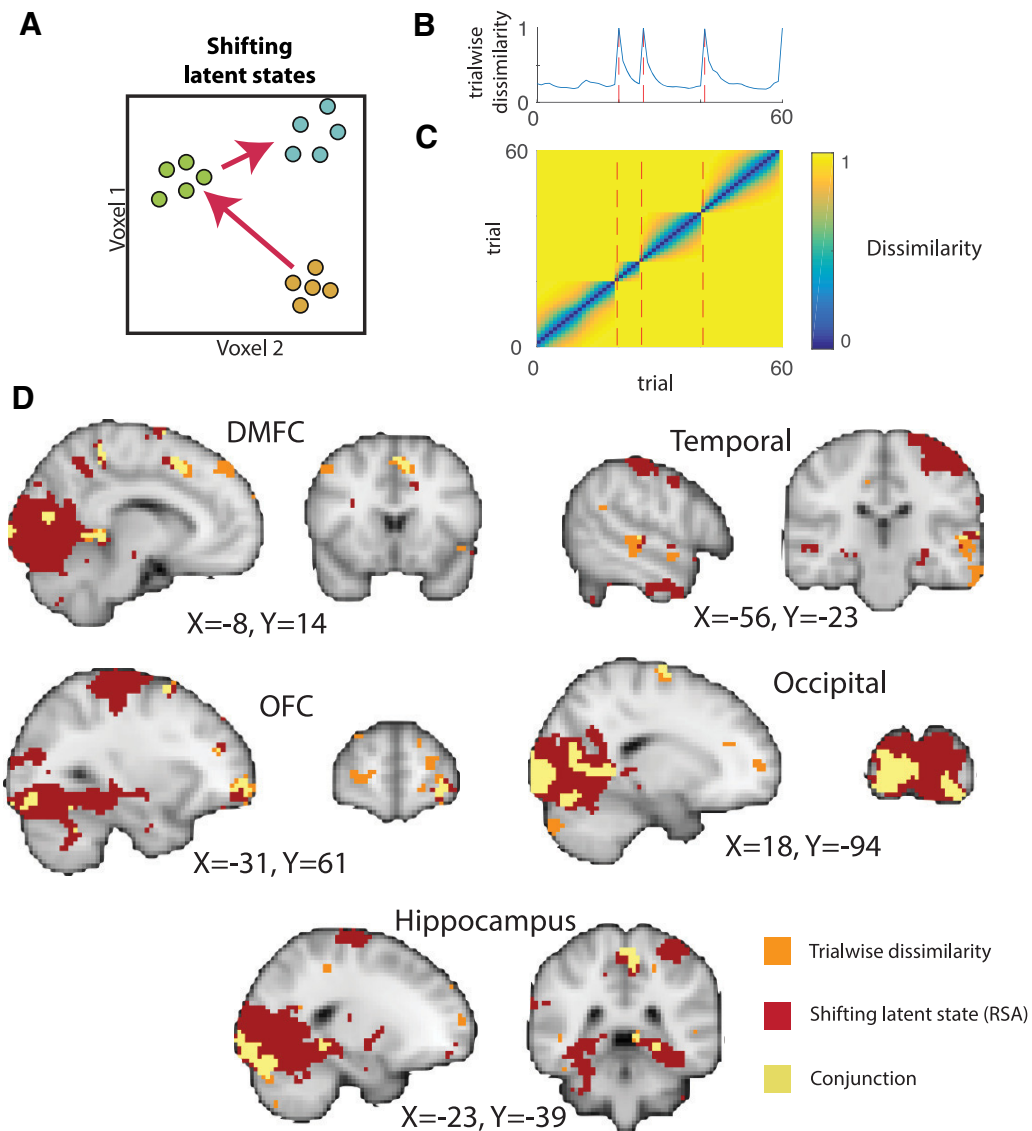 A
Shifting
latent states
Voxel 1
Voxel 2
B
trialwise
dissimilarity
1
0
0
60
C
60
trial
0
0
60
trial
1
0
Dissimilarity
D
DMFC
X=-8, Y=14
Temporal
X=-56, Y=-23
OFC
X=-31, Y=61
Occipital
X=18, Y=-94
Hippocampus
X=-23, Y=-39
Trialwise dissimilarity
Shifting latent state (RSA)
Conjunction